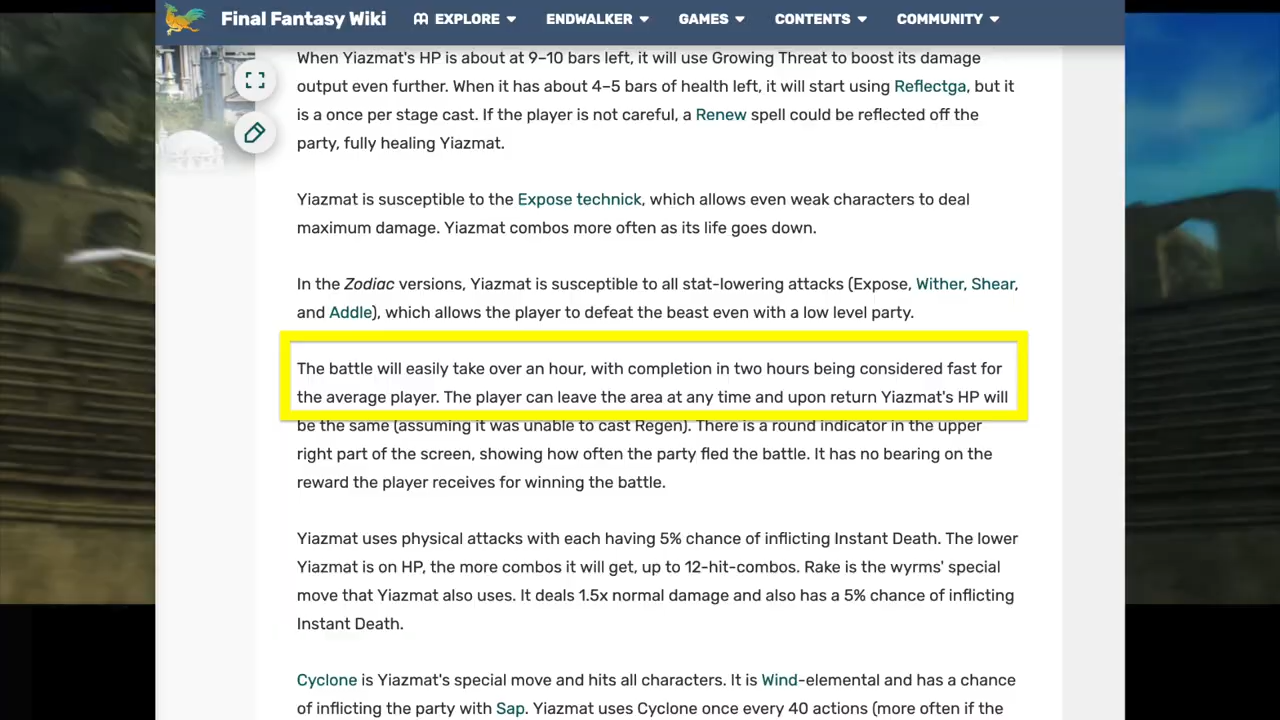 Final Fantasy Wiki EXPLORE ENDWALKER GAMES CONTENTS COMMUNITY
When Yiazmat's HP is about at 9–10 bars left, it will use Growing Threat to boost its damage
output even further. When it has about 4–5 bars of health left, it will start using Reflectga, but it
is a once per stage cast. If the player is not careful, a Renew spell could be reflected off the
party, fully healing Yiazmat.
Yiazmat is susceptible to the Expose technick, which allows even weak characters to deal
maximum damage. Yiazmat combos more often as its life goes down.
In the Zodiac versions, Yiazmat is susceptible to all stat-lowering attacks (Expose, Wither, Shear,
and Addle), which allows the player to defeat the beast even with a low level party.
The battle will easily take over an hour, with completion in two hours being considered fast for
the average player. The player can leave the area at any time and upon return Yiazmat's HP will
be the same (assuming it was unable to cast Regen). There is a round indicator in the upper
right part of the screen, showing how often the party fled the battle. It has no bearing on the
reward the player receives for winning the battle.
Yiazmat uses physical attacks with each having 5% chance of inflicting Instant Death. The lower
Yiazmat is on HP, the more combos it will get, up to 12-hit-combos. Rake is the wyrms' special
move that Yiazmat also uses. It deals 1.5x normal damage and also has a 5% chance of inflicting
Instant Death.
Cyclone is Yiazmat's special move and hits all characters. It is Wind-elemental and has a chance
of inflicting the party with Sap. Yiazmat uses Cyclone once every 40 actions (more often if the